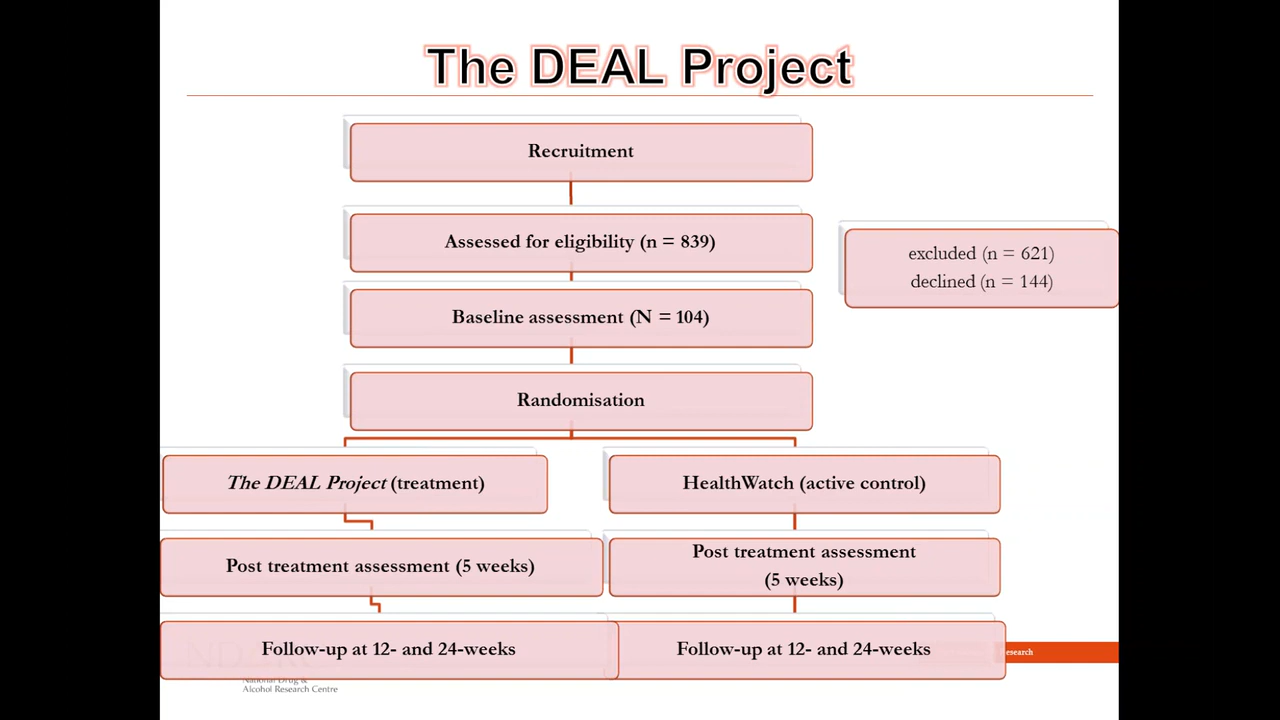 The DEAL Project
Recruitment
Assessed for eligibility (n = 839)
excluded (n = 621)
declined (n = 144)
Baseline assessment (N = 104)
Randomisation
The DEAL Project (treatment)
HealthWatch (active control)
Post treatment assessment (5 weeks)
Post treatment assessment
(5 weeks)
Follow-up at 12- and 24-weeks
Follow-up at 12- and 24-weeks
National Drug &
Alcohol Research Centre